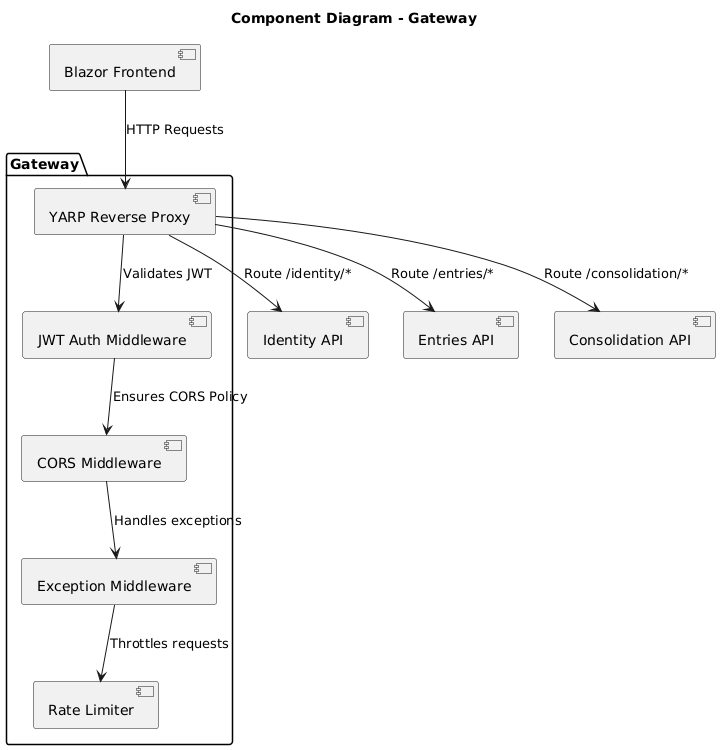 Component Diagram - Gateway
Blazor Frontend
HTTP Requests
Gateway
YARP Reverse Proxy
Validates JWT
Route /identity/*
Route /entries/*
Route /consolidation/*
JWT Auth Middleware
Identity API
Entries API
Consolidation API
Ensures CORS Policy
CORS Middleware
Handles exceptions
Exception Middleware
Throttles requests
Rate Limiter